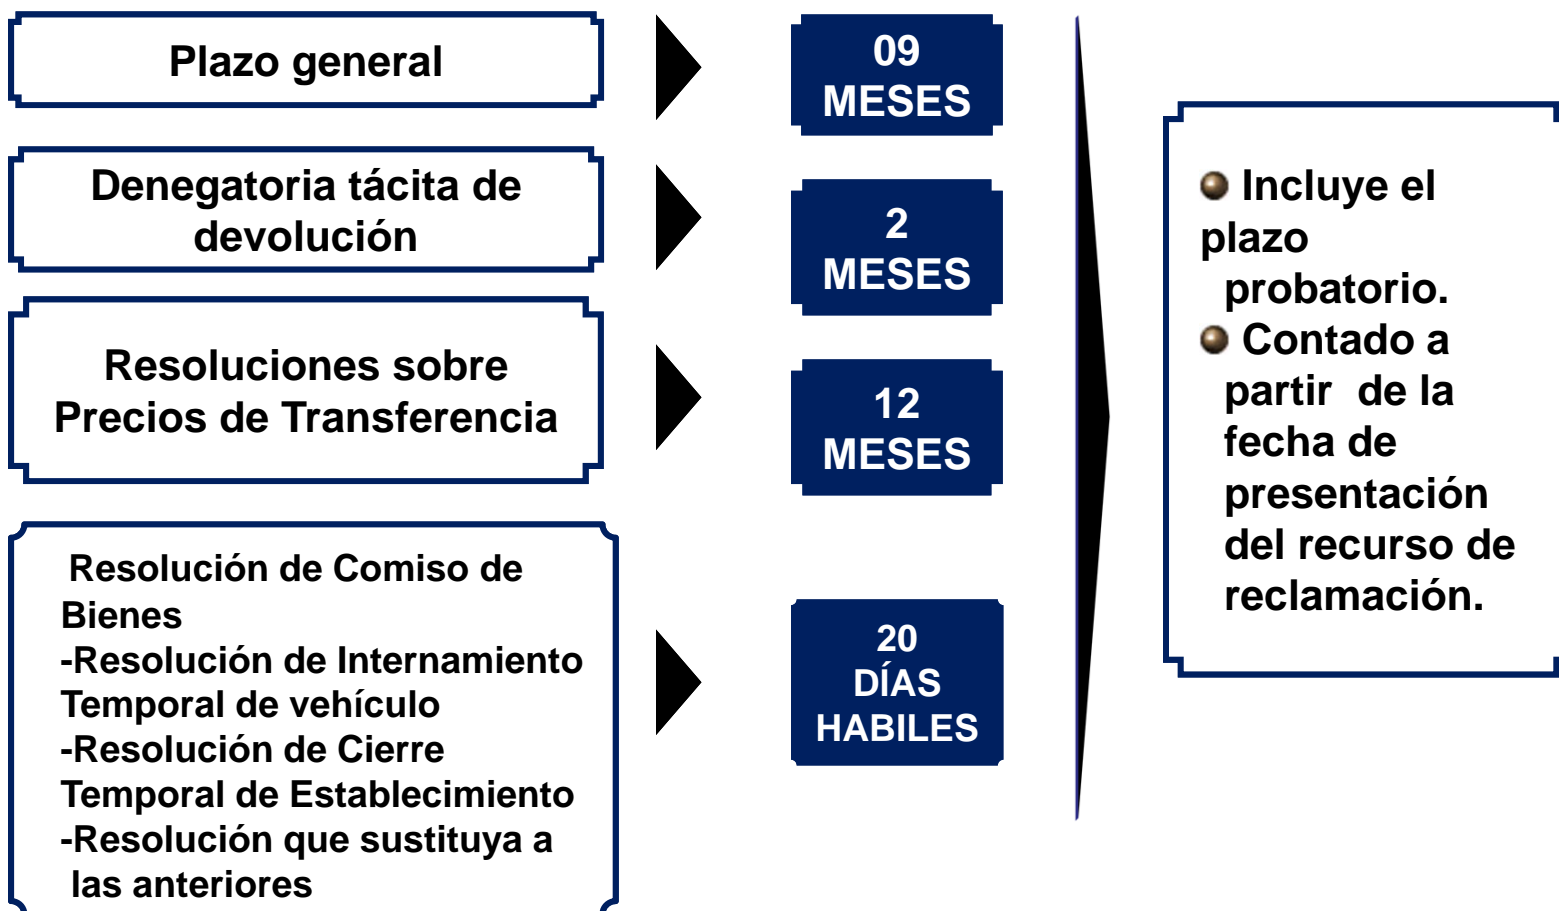 Plazo general
09
MESES
Denegatoria tácita de
devolución
2
MESES
Resoluciones sobre
Precios de Transferencia
12
MESES
Resolución de Comiso de
Bienes
-Resolución de Internamiento
Temporal de vehículo
-Resolución de Cierre
Temporal de Establecimiento
-Resolución que sustituya a
las anteriores
20
DÍAS
HABILES
Incluye el
plazo
probatorio.
Contado a
partir de la
fecha de
presentación
del recurso de
reclamación.